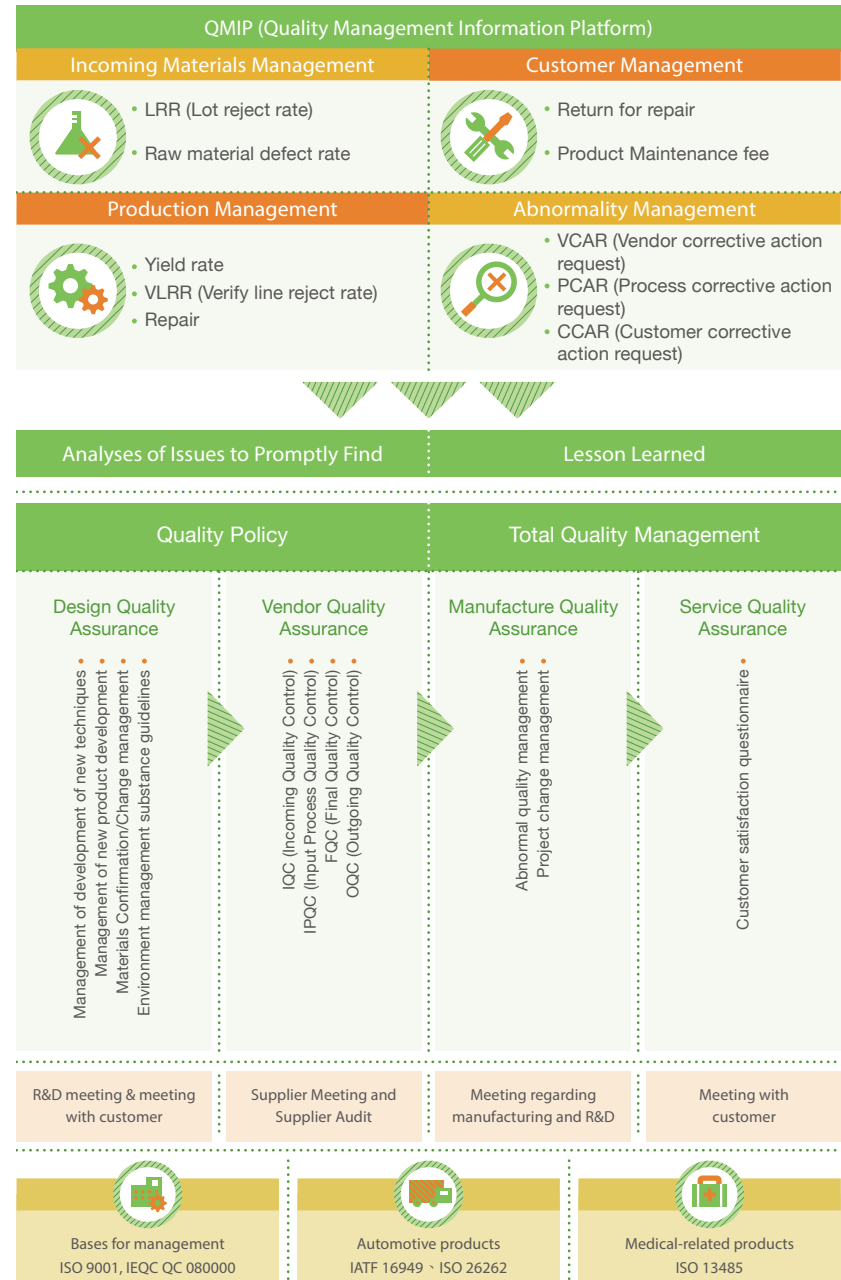 QMIP (Quality Management Information Platform)
Incoming Materials Management
• LRR (Lot reject rate)
• Raw material defect rate
Customer Management
• Return for repair
• Product Maintenance fee
Production Management
• Yield rate
• VLRR (Verify line reject rate)
• Repair
Abnormality Management
• VCAR (Vendor corrective action
request)
• PCAR (Process corrective action
request)
• CCAR (Customer corrective
action request)
Analyses of Issues to Promptly Find
Lesson Learned
Quality Policy
Total Quality Management
Design Quality
Assurance
• Management of development of new techniques
• Management of new product development
• Materials Confirmation/Change management
• Environment management substance guidelines
Vendor Quality
Assurance
• IQC (Incoming Quality Control)
• IPQC (Input Process Quality Control)
• FQC (Final Quality Control)
• OQC (Outgoing Quality Control)
Manufacture Quality
Assurance
• Abnormal quality management
• Project change management
Service Quality
Assurance
• Customer satisfaction questionnaire
R&D meeting & meeting
with customer
Supplier Meeting and
Supplier Audit
Meeting regarding
manufacturing and R&D
Meeting with
customer
Bases for management
ISO 9001, IEQC QC 080000
Automotive products
IATF 16949、ISO 26262
Medical-related products
ISO 13485